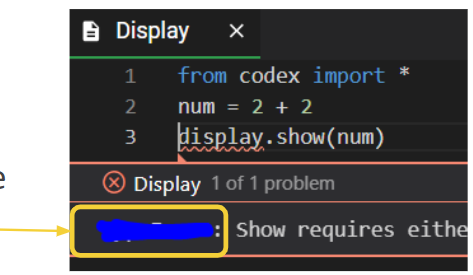 Display ×
1 from codex import *
2 num = 2 + 2
3 display.show(num)
Display 1 of 1 problem
: Show requires eithe